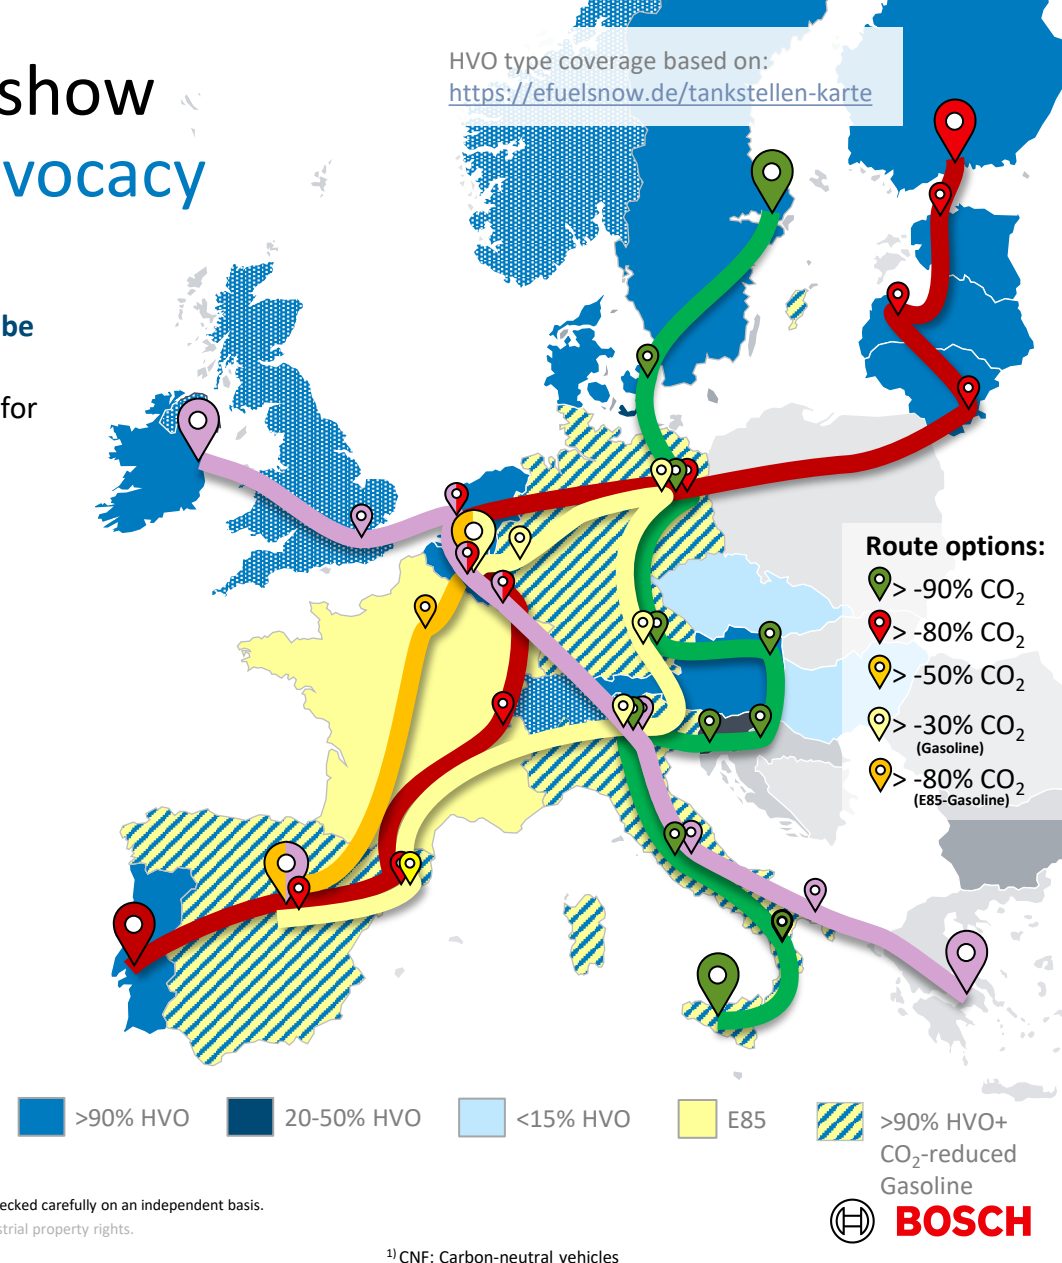 show
vocacy
HVO type coverage based on:
https://efuelsnow.de/tankstellen-karte
be
for
Route options:
> -90% CO₂
> -80% CO₂
> -50% CO₂
> -30% CO₂
(Gasoline)
> -80% CO₂
(E85-Gasoline)
>90% HVO
20-50% HVO
<15% HVO
E85
>90% HVO+
CO₂-reduced
Gasoline
ecked carefully on an independent basis.
strial property rights.
BOSCH
¹⁾ CNF: Carbon-neutral vehicles